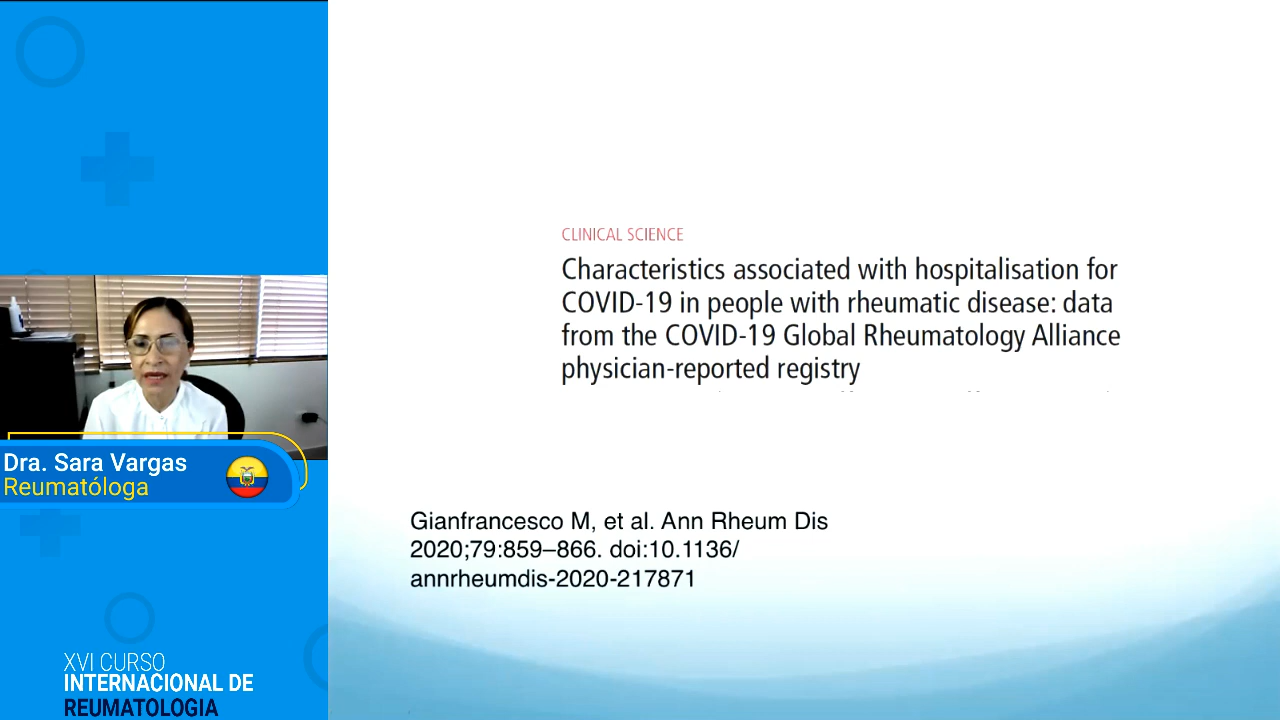 CLINICAL SCIENCE
Characteristics associated with hospitalisation for
COVID-19 in people with rheumatic disease: data
from the COVID-19 Global Rheumatology Alliance
physician-reported registry
Gianfrancesco M, et al. Ann Rheum Dis
2020;79:859–866. doi:10.1136/
annrheumdis-2020-217871
Dra. Sara Vargas
Reumatóloga
XVI CURSO
INTERNACIONAL DE
REUMATOLOGIA